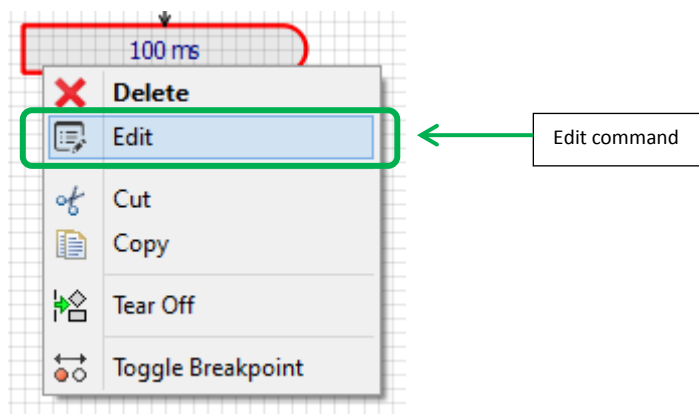 100 ms
Delete
Edit
Edit command
Cut
Copy
Tear Off
Toggle Breakpoint